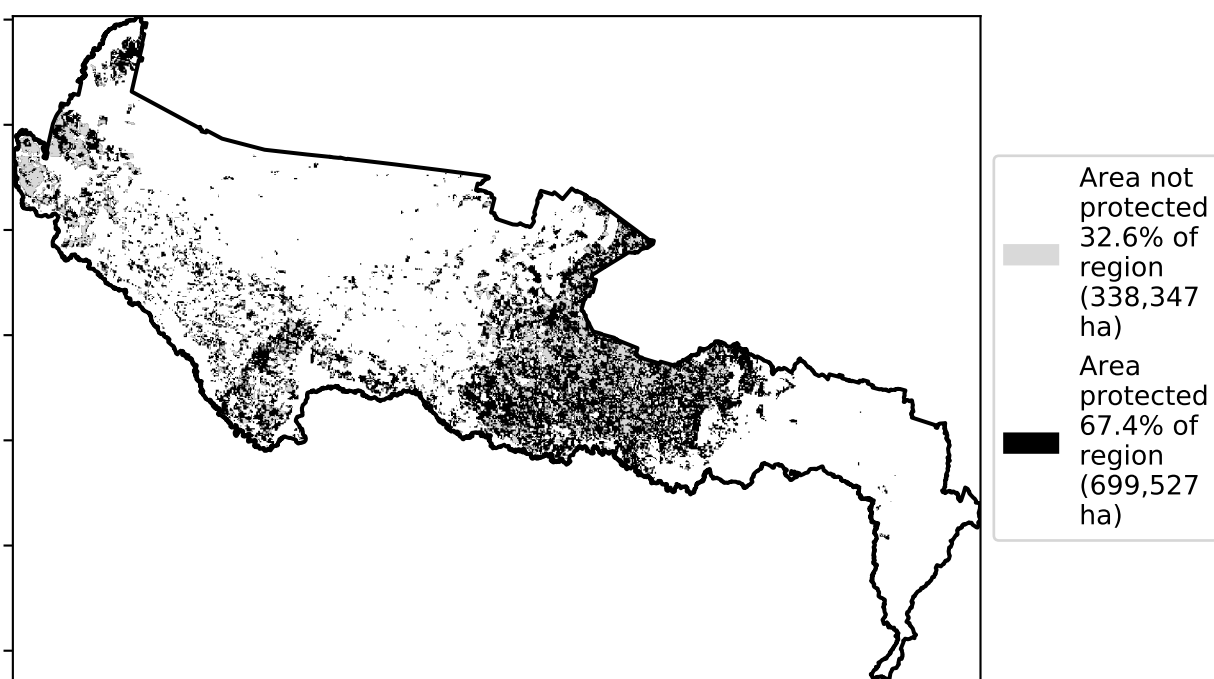 Area not
protected
32.6% of
region
(338,347
ha)
Area
protected
67.4% of
region
(699,527
ha)